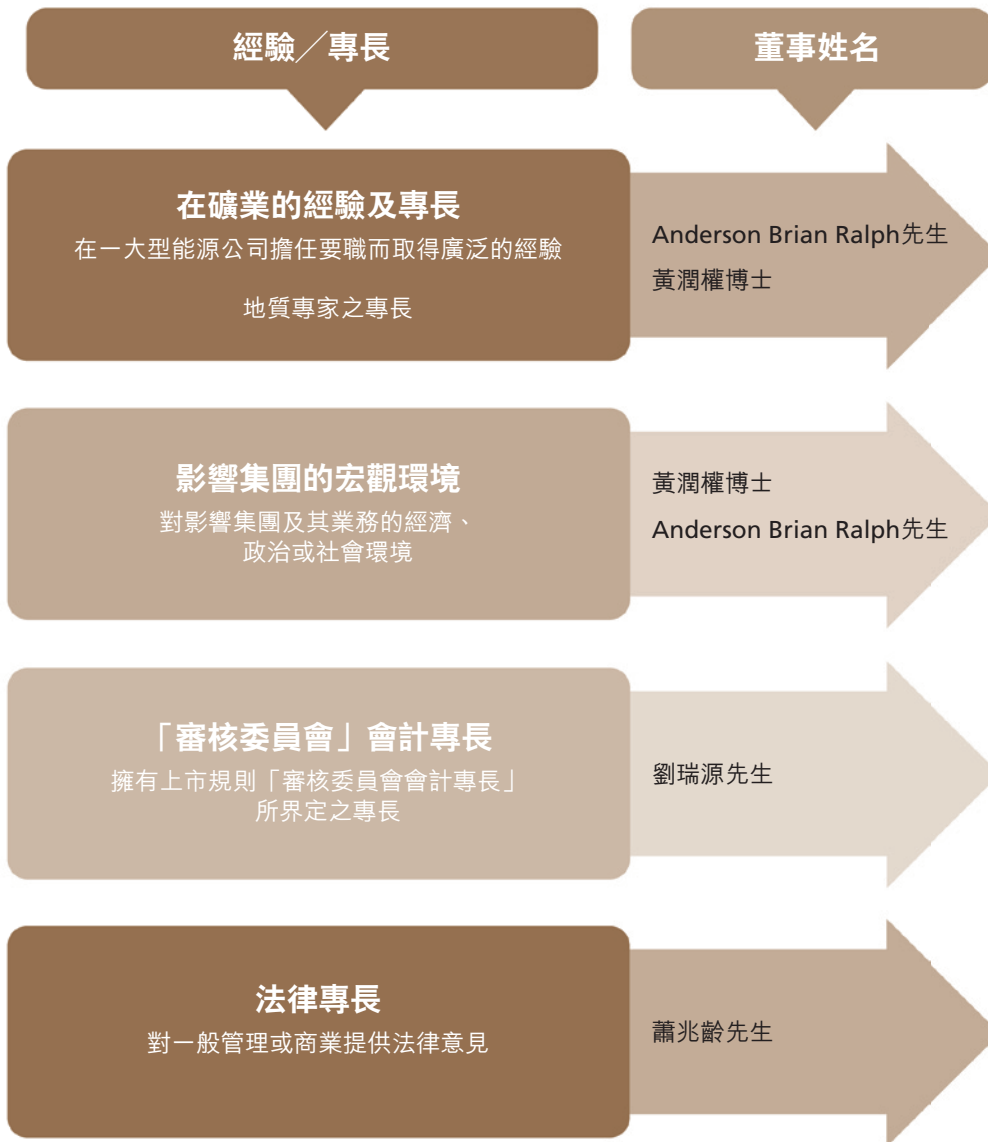 經驗／專長
董事姓名
在礦業的經驗及專長
在一大型能源公司擔任要職而取得廣泛的經驗
地質專家之專長
Anderson Brian Ralph先生
黃潤權博士
影響集團的宏觀環境
對影響集團及其業務的經濟、
政治或社會環境
黃潤權博士
Anderson Brian Ralph先生
「審核委員會」會計專長
擁有上市規則「審核委員會會計專長」
所界定之專長
劉瑞源先生
法律專長
對一般管理或商業提供法律意見
蕭兆齡先生